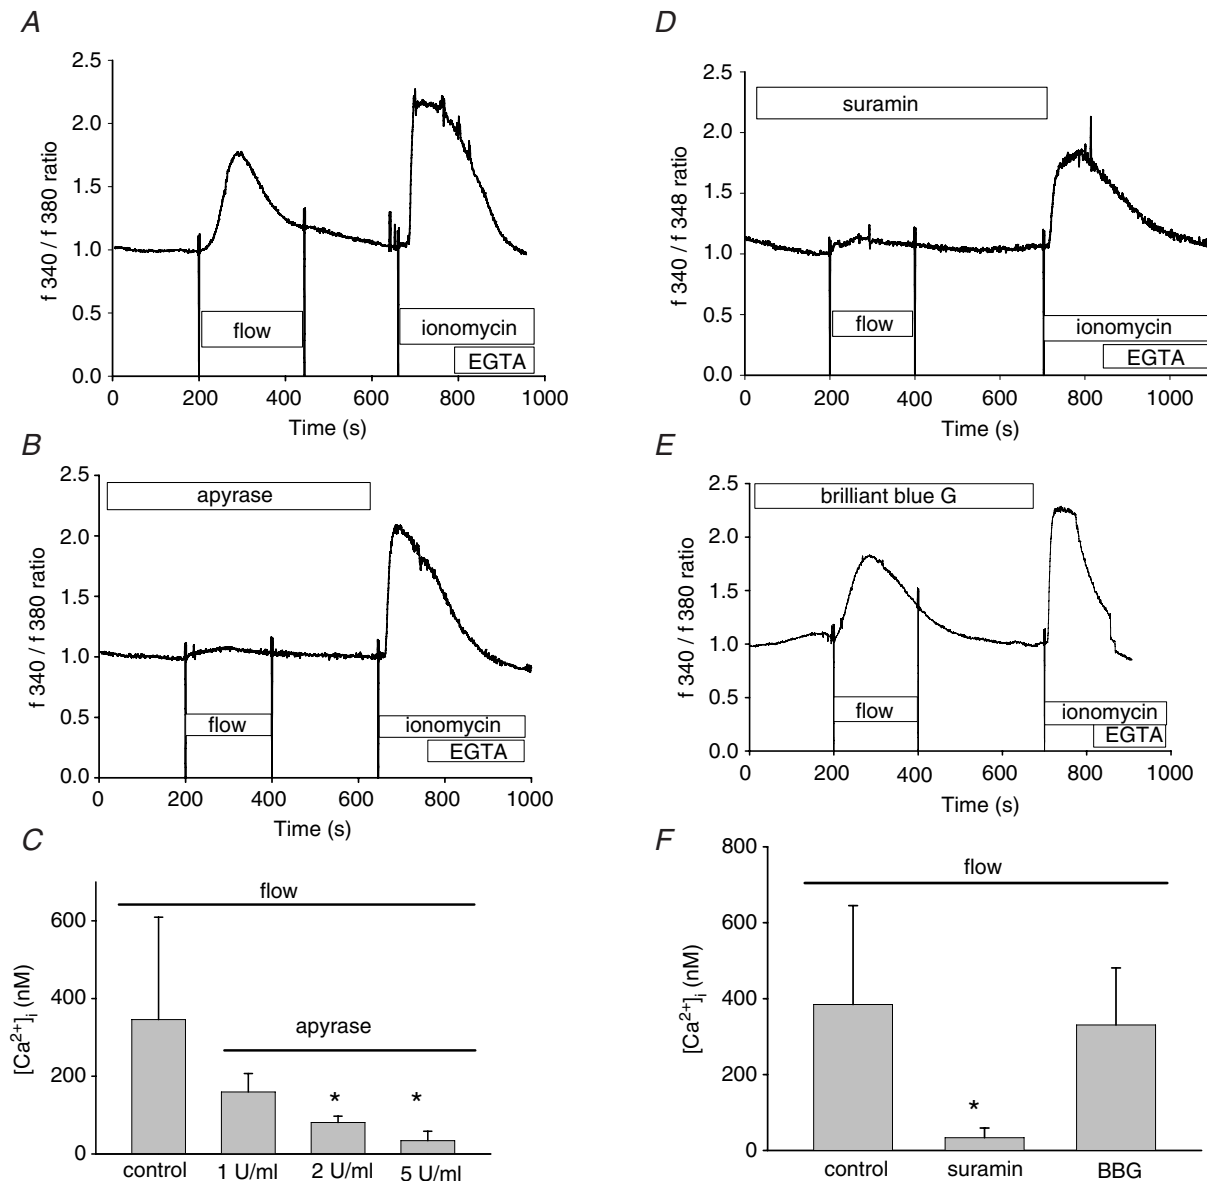 A
2.5
2.0
1.5
1.0
0.5
0.0
f 340 / f 380 ratio
flow
ionomycin
EGTA
0 200 400 600 800 1000
Time (s)
B
2.5
2.0
1.5
1.0
0.5
0.0
f 340 / f 380 ratio
apyrase
flow
ionomycin
EGTA
0 200 400 600 800 1000
Time (s)
C
600
400
200
0
[Ca²⁺]ᵢ (nM)
flow
apyrase
* *
control 1 U/ml 2 U/ml 5 U/ml
D
2.5
2.0
1.5
1.0
0.5
0.0
f 340 / f 348 ratio
suramin
flow
ionomycin
EGTA
0 200 400 600 800 1000
Time (s)
E
2.5
2.0
1.5
1.0
0.5
0.0
f 340 / f 380 ratio
brilliant blue G
flow
ionomycin
EGTA
0 200 400 600 800 1000
Time (s)
F
800
600
400
200
0
[Ca²⁺]ᵢ (nM)
flow
*
control suramin BBG